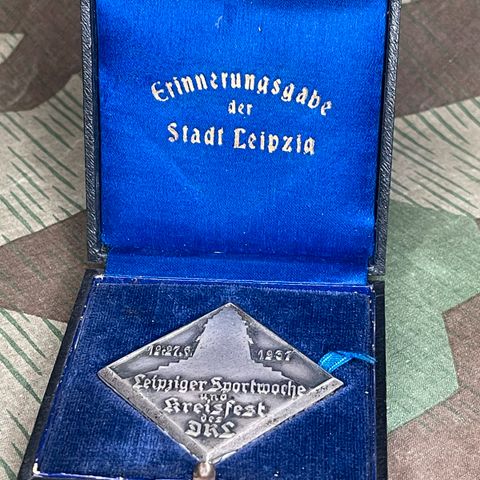 Erinnerungsgabe
der
Stadt Leipzig
1937
Leipziger Sportwoche
und
Kreisfest
des
DRL